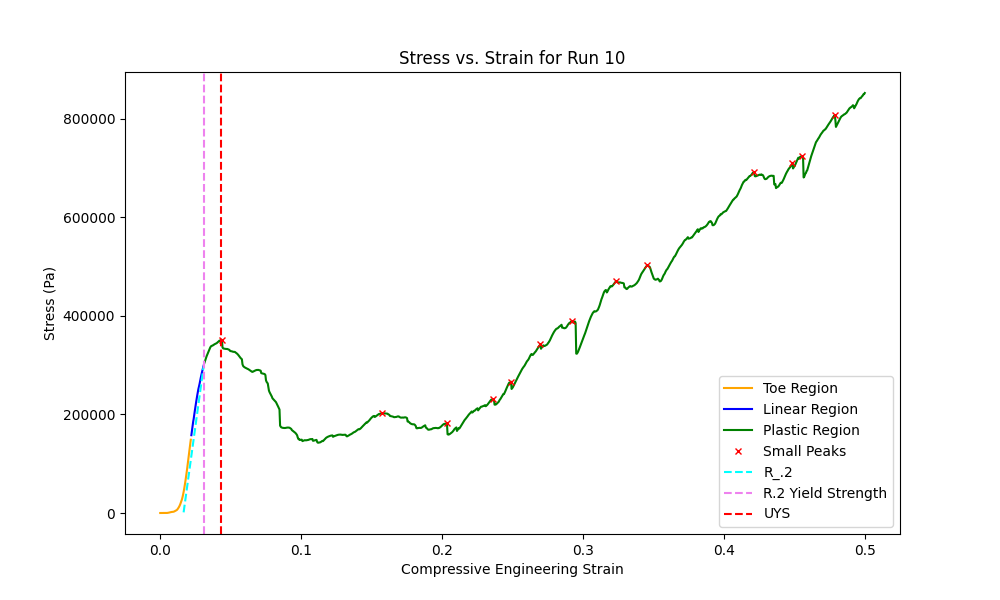 Stress vs. Strain for Run 10
Stress (Pa)
800000
600000
400000
200000
0
0.0 0.1 0.2 0.3 0.4 0.5
Compressive Engineering Strain
Toe Region
Linear Region
Plastic Region
Small Peaks
R_.2
R.2 Yield Strength
UYS